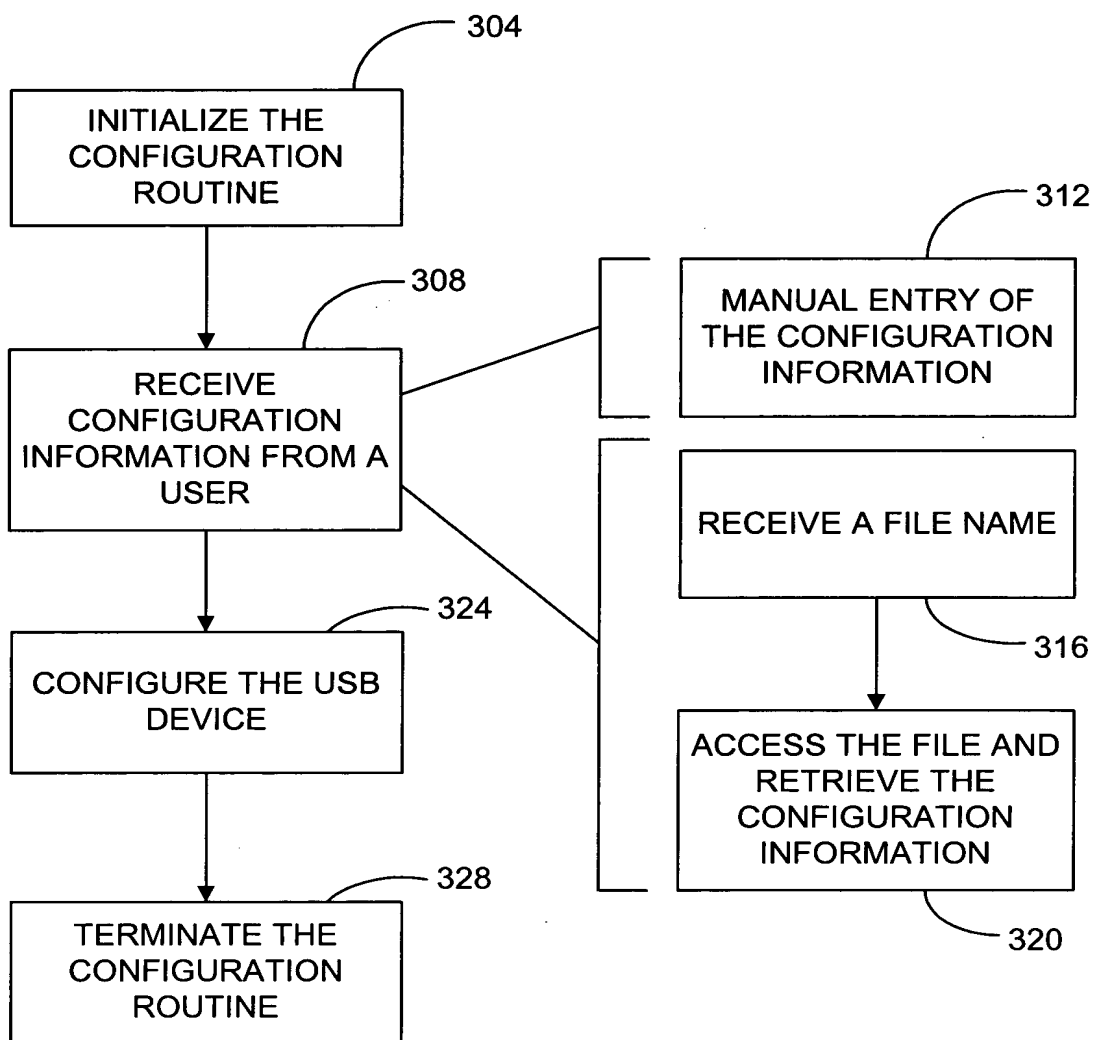 304
INITIALIZE THE
CONFIGURATION
ROUTINE
308
RECEIVE
CONFIGURATION
INFORMATION FROM A
USER
312
MANUAL ENTRY OF
THE CONFIGURATION
INFORMATION
RECEIVE A FILE NAME
316
ACCESS THE FILE AND
RETRIEVE THE
CONFIGURATION
INFORMATION
320
324
CONFIGURE THE USB
DEVICE
328
TERMINATE THE
CONFIGURATION
ROUTINE